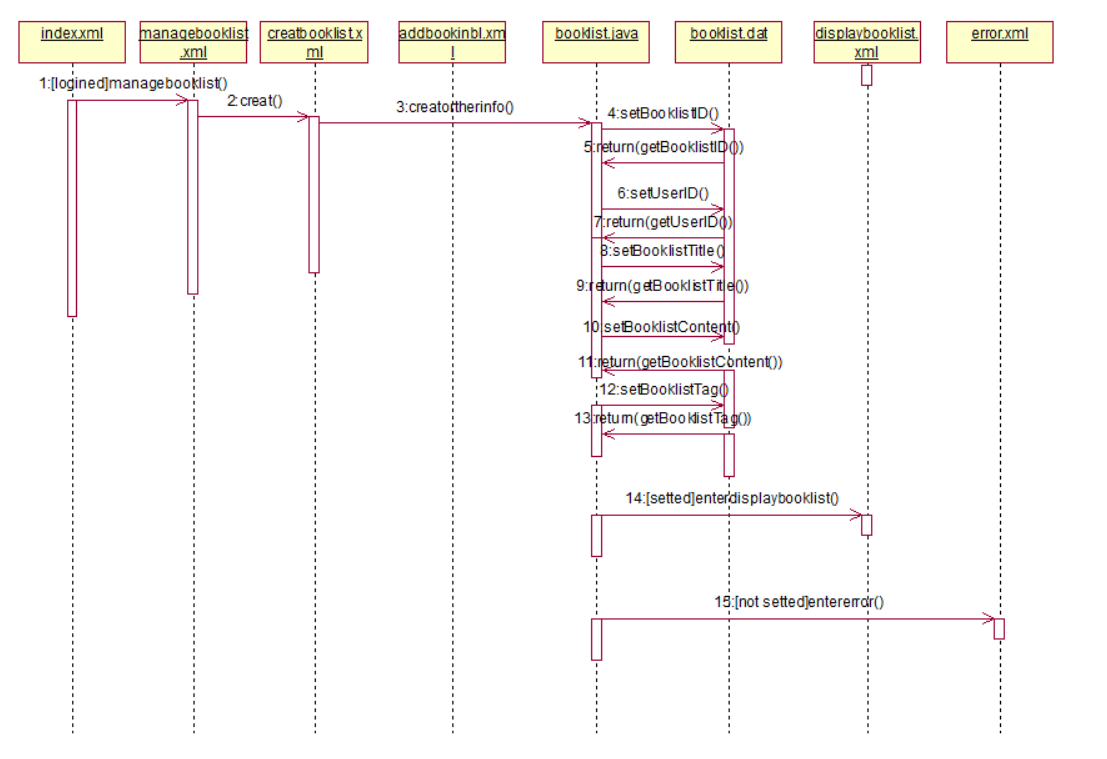 index.xml
managebooklist
.xml
creatbooklist.x
ml
addbookinbl.xm
l
booklist.java
booklist.dat
displaybooklist.
xml
error.xml
1:[logined]managebooklist()
2:creat()
3:creatortherinfo()
4:setBooklistID()
5:return(getBooklistID())
6:setUserID()
7:return(getUserID())
8:setBooklistTitle()
9:return(getBooklistTitle())
10:setBooklistContent()
11:return(getBooklistContent())
12:setBooklistTag()
13:return(getBooklistTag())
14:[setted]enterdisplaybooklist()
15:[not setted]entererror()